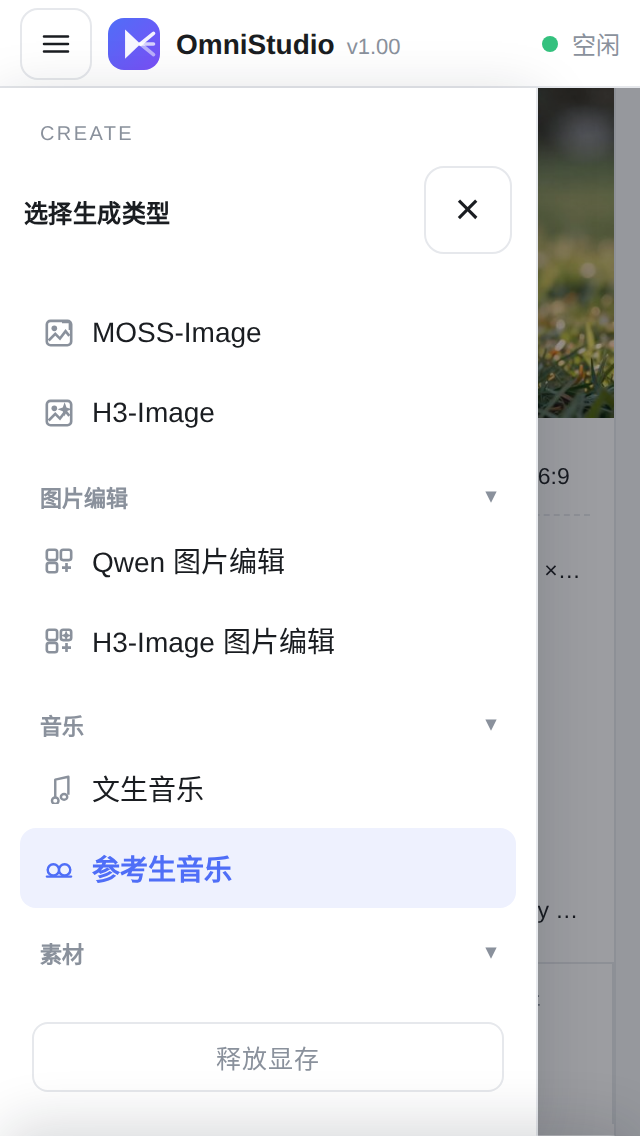 OmniStudio v1.00
空闲
CREATE
选择生成类型
MOSS-Image
H3-Image
图片编辑
6:9
Qwen 图片编辑
×...
H3-Image 图片编辑
音乐
文生音乐
参考生音乐
y ...
素材
释放显存